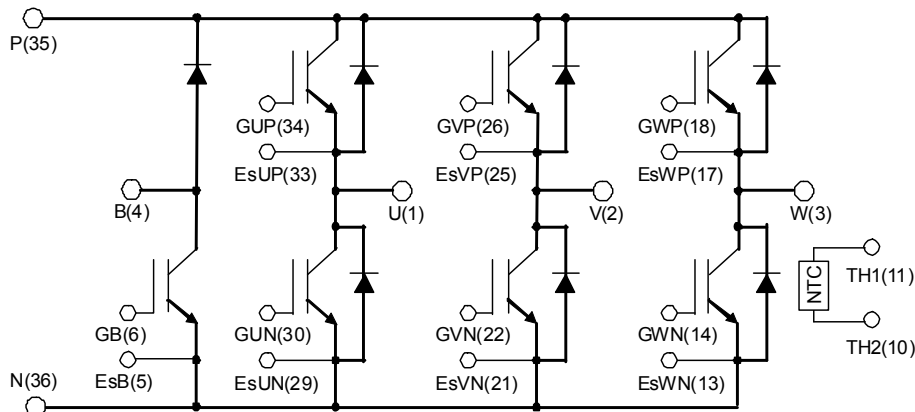 P(35)
GUP(34)
GVP(26)
GWP(18)
EsUP(33)
EsVP(25)
EsWP(17)
B(4)
U(1)
V(2)
W(3)
NTC
TH1(11)
GB(6)
GUN(30)
GVN(22)
GWN(14)
TH2(10)
N(36)
EsB(5)
EsUN(29)
EsVN(21)
EsWN(13)